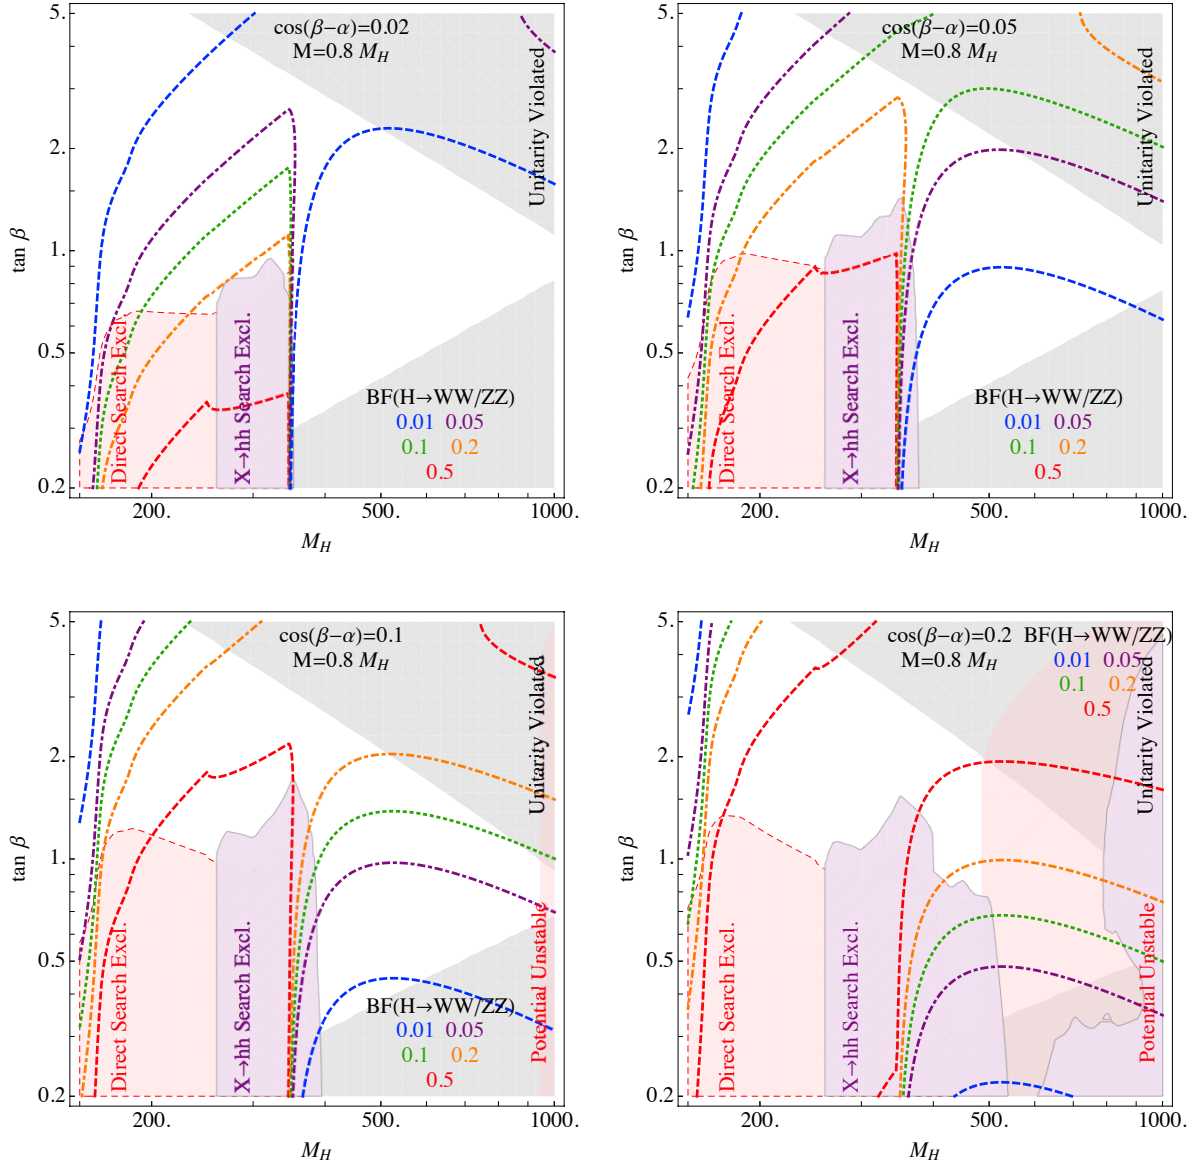 cos(β−α)=0.02
M=0.8 M_H
Unitarity Violated
Direct Search Excl.
X→hh Search Excl.
BF(H→WW/ZZ)
0.01 0.05
0.1 0.2
0.5
5.
2.
1.
0.5
0.2
tan β
200. 500. 1000.
M_H
cos(β−α)=0.05
M=0.8 M_H
Unitarity Violated
Direct Search Excl.
X→hh Search Excl.
BF(H→WW/ZZ)
0.01 0.05
0.1 0.2
0.5
5.
2.
1.
0.5
0.2
tan β
200. 500. 1000.
M_H
cos(β−α)=0.1
M=0.8 M_H
Unitarity Violated
Potential Unstable
Direct Search Excl.
X→hh Search Excl.
BF(H→WW/ZZ)
0.01 0.05
0.1 0.2
0.5
5.
2.
1.
0.5
0.2
tan β
200. 500. 1000.
M_H
cos(β−α)=0.2
M=0.8 M_H
BF(H→WW/ZZ)
0.01 0.05
0.1 0.2
0.5
Unitarity Violated
Potential Unstable
Direct Search Excl.
X→hh Search Excl.
5.
2.
1.
0.5
0.2
tan β
200. 500. 1000.
M_H